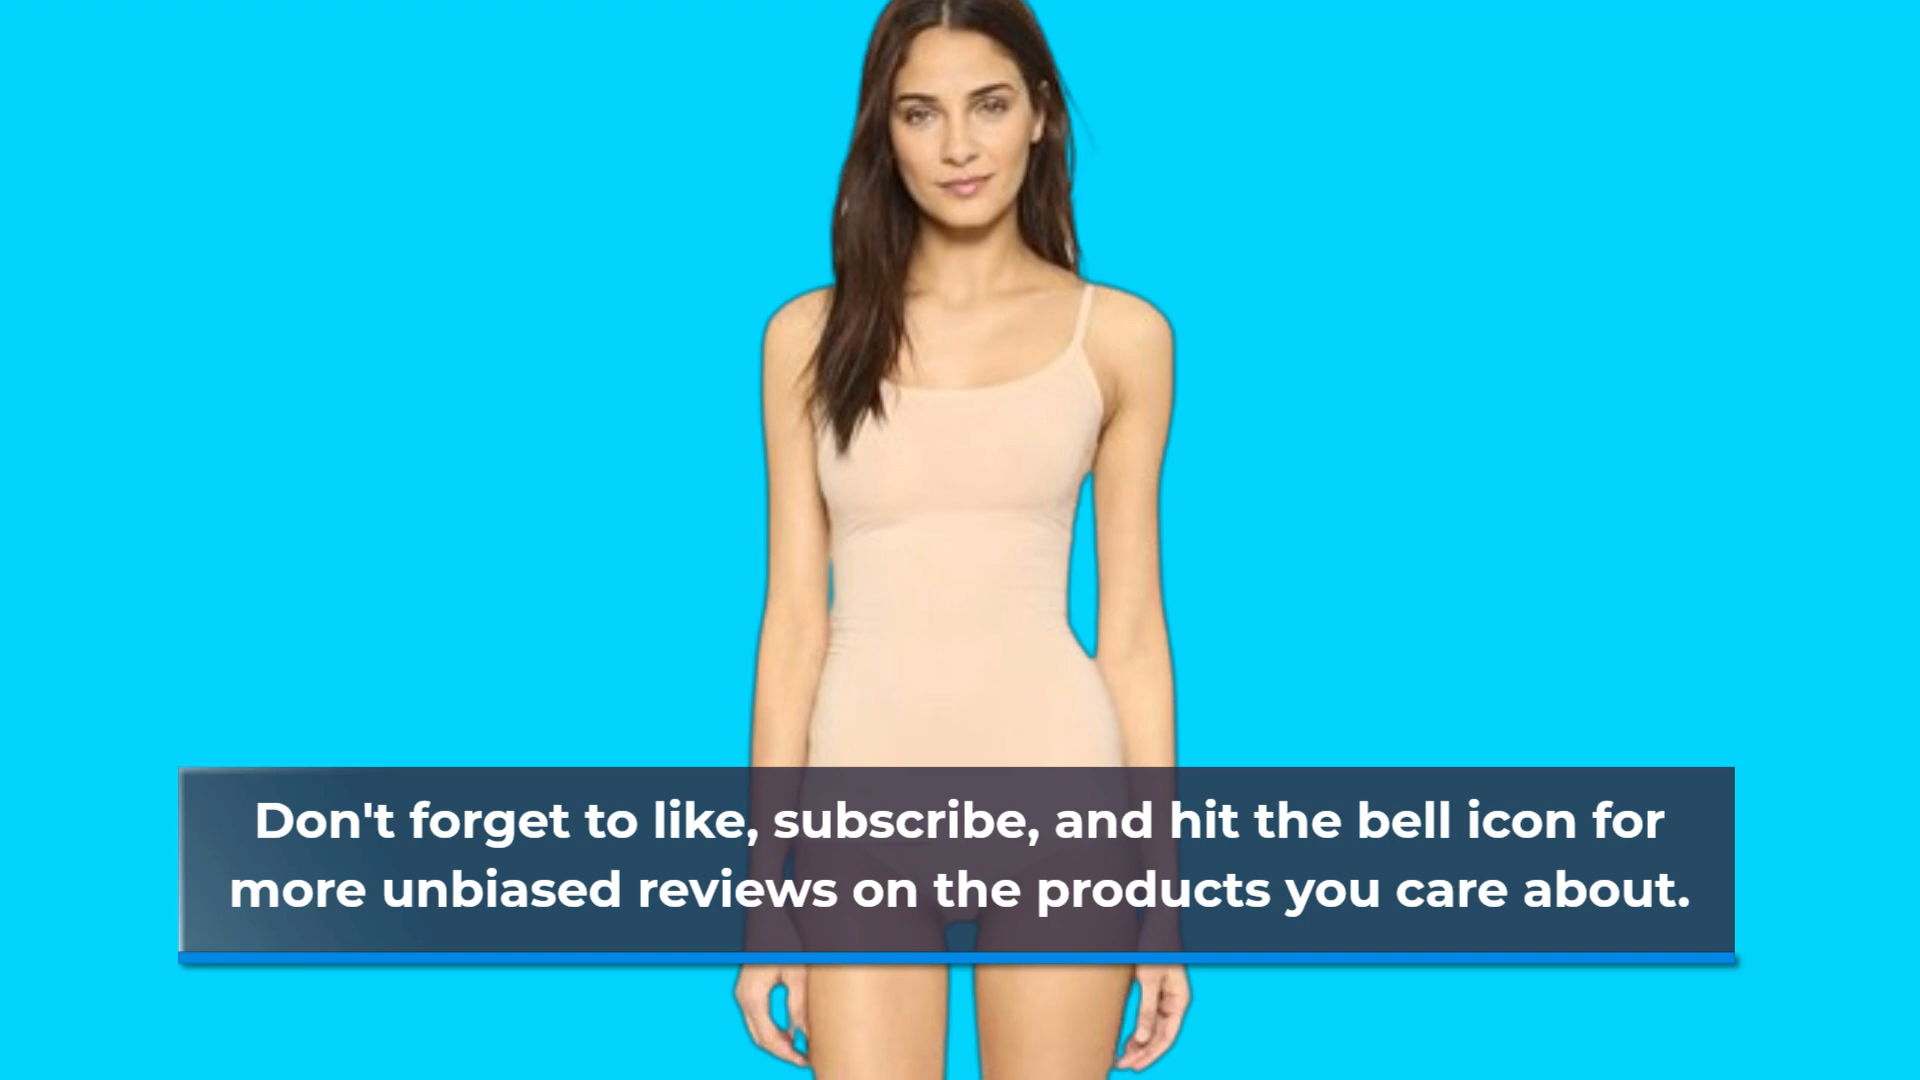 Don't forget to like, subscribe, and hit the bell icon for
more unbiased reviews on the products you care about.